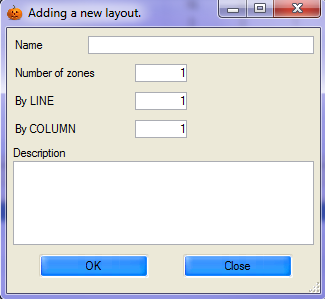 Adding a new layout.
Name
Number of zones 1
By LINE 1
By COLUMN 1
Description
OK Close